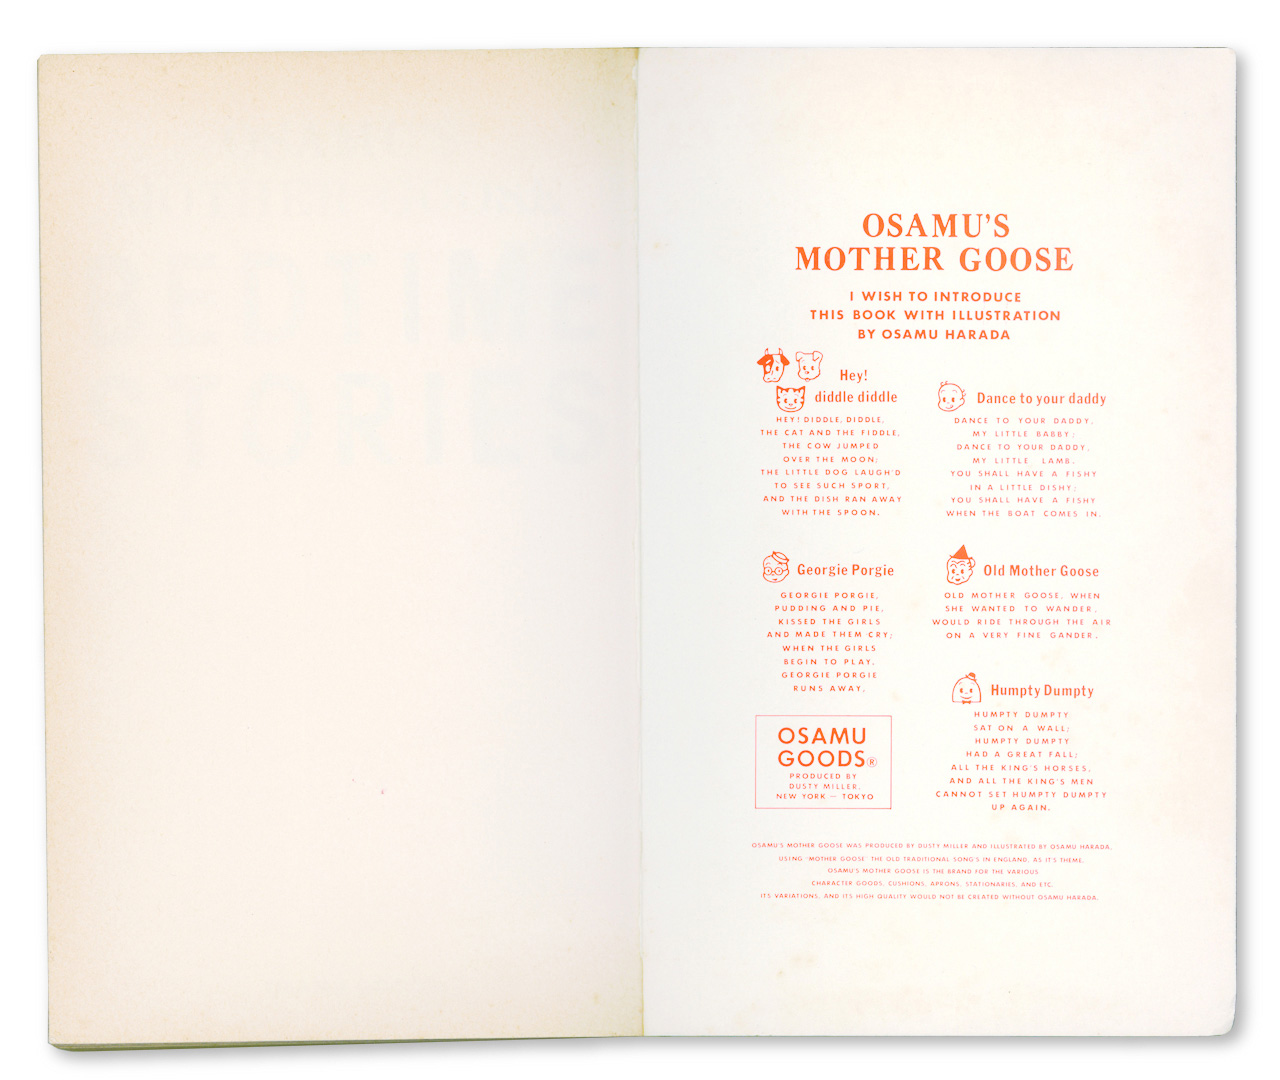 OSAMU'S
MOTHER GOOSE
I WISH TO INTRODUCE
THIS BOOK WITH ILLUSTRATION
BY OSAMU HARADA
Hey!
diddle diddle
HEY! DIDDLE, DIDDLE,
THE CAT AND THE FIDDLE,
THE COW JUMPED
OVER THE MOON;
THE LITTLE DOG LAUGH'D
TO SEE SUCH SPORT,
AND THE DISH RAN AWAY
WITH THE SPOON.
Georgie Porgie
GEORGIE PORGIE,
PUDDING AND PIE,
KISSED THE GIRLS
AND MADE THEM CRY;
WHEN THE GIRLS
BEGIN TO PLAY,
GEORGIE PORGIE
RUNS AWAY.
OSAMU
GOODS®
PRODUCED BY
DUSTY MILLER.
NEW YORK — TOKYO
Dance to your daddy
DANCE TO YOUR DADDY,
MY LITTLE BABBY;
DANCE TO YOUR DADDY,
MY LITTLE LAMB.
YOU SHALL HAVE A FISHY
IN A LITTLE DISHY;
YOU SHALL HAVE A FISHY
WHEN THE BOAT COMES IN.
Old Mother Goose
OLD MOTHER GOOSE, WHEN
SHE WANTED TO WANDER,
WOULD RIDE THROUGH THE AIR
ON A VERY FINE GANDER.
Humpty Dumpty
HUMPTY DUMPTY
SAT ON A WALL;
HUMPTY DUMPTY
HAD A GREAT FALL;
ALL THE KING'S HORSES,
AND ALL THE KING'S MEN
CANNOT SET HUMPTY DUMPTY
UP AGAIN.
OSAMU'S MOTHER GOOSE WAS PRODUCED BY DUSTY MILLER AND ILLUSTRATED BY OSAMU HARADA.
USING "MOTHER GOOSE" THE OLD TRADITIONAL SONG'S IN ENGLAND, AS IT'S THEME.
OSAMU'S MOTHER GOOSE IS THE BRAND FOR THE VARIOUS
CHARACTER GOODS, CUSHIONS, APRONS, STATIONARIES, AND ETC.
ITS VARIATIONS, AND ITS HIGH QUALITY WOULD NOT BE CREATED WITHOUT OSAMU HARADA.